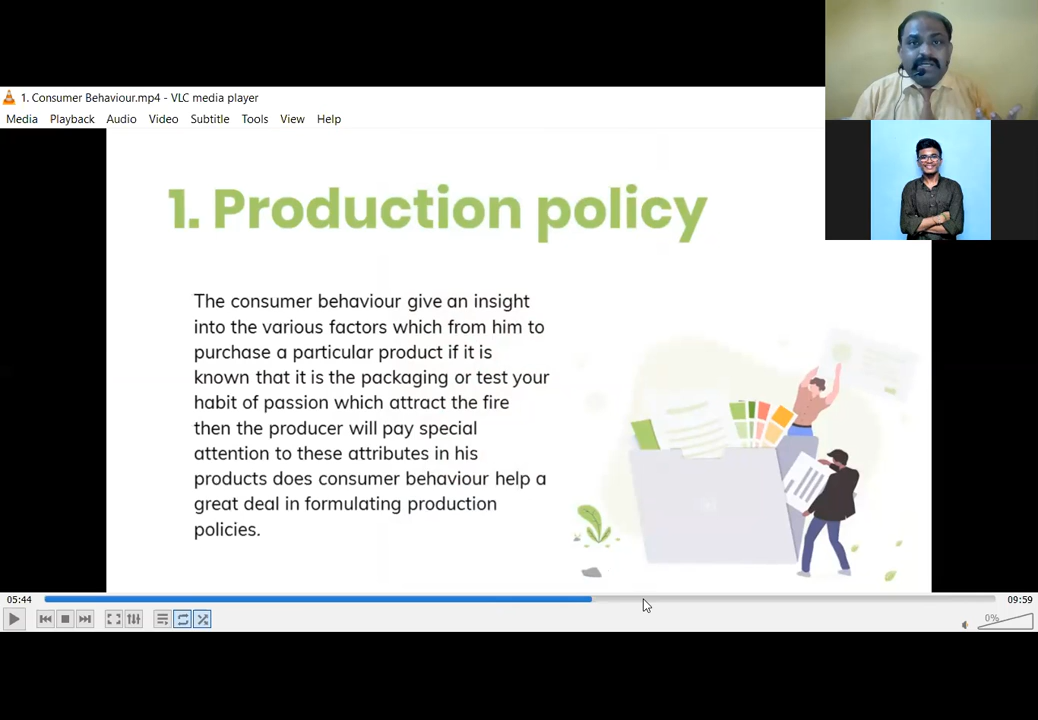 1. Consumer Behaviour.mp4 - VLC media player
Media Playback Audio Video Subtitle Tools View Help
1. Production policy
The consumer behaviour give an insight
into the various factors which from him to
purchase a particular product if it is
known that it is the packaging or test your
habit of passion which attract the fire
then the producer will pay special
attention to these attributes in his
products does consumer behaviour help a
great deal in formulating production
policies.
05:44
09:59
0%